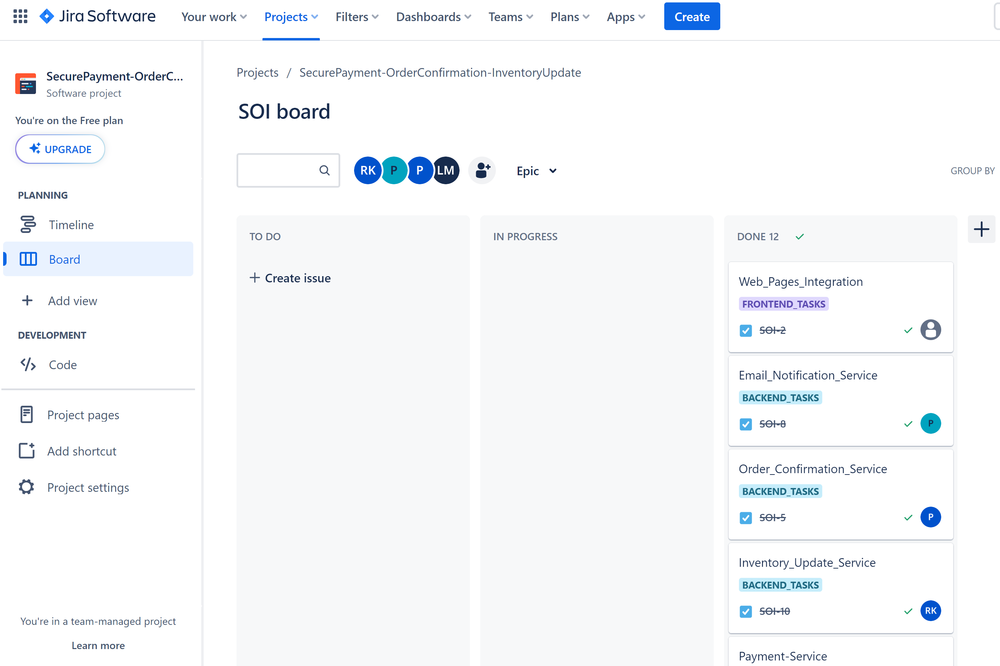 Jira Software
Your work
Projects
Filters
Dashboards
Teams
Plans
Apps
Create
SecurePayment-OrderC...
Software project
You're on the Free plan
UPGRADE
PLANNING
Timeline
Board
Add view
DEVELOPMENT
Code
Project pages
Add shortcut
Project settings
You're in a team-managed project
Learn more
Projects / SecurePayment-OrderConfirmation-InventoryUpdate
SOI board
RK P P LM
Epic
GROUP BY
TO DO
Create issue
IN PROGRESS
DONE 12
Web_Pages_Integration
FRONTEND_TASKS
SOI-2
Email_Notification_Service
BACKEND_TASKS
SOI-8
P
Order_Confirmation_Service
BACKEND_TASKS
SOI-5
P
Inventory_Update_Service
BACKEND_TASKS
SOI-10
RK
Payment-Service